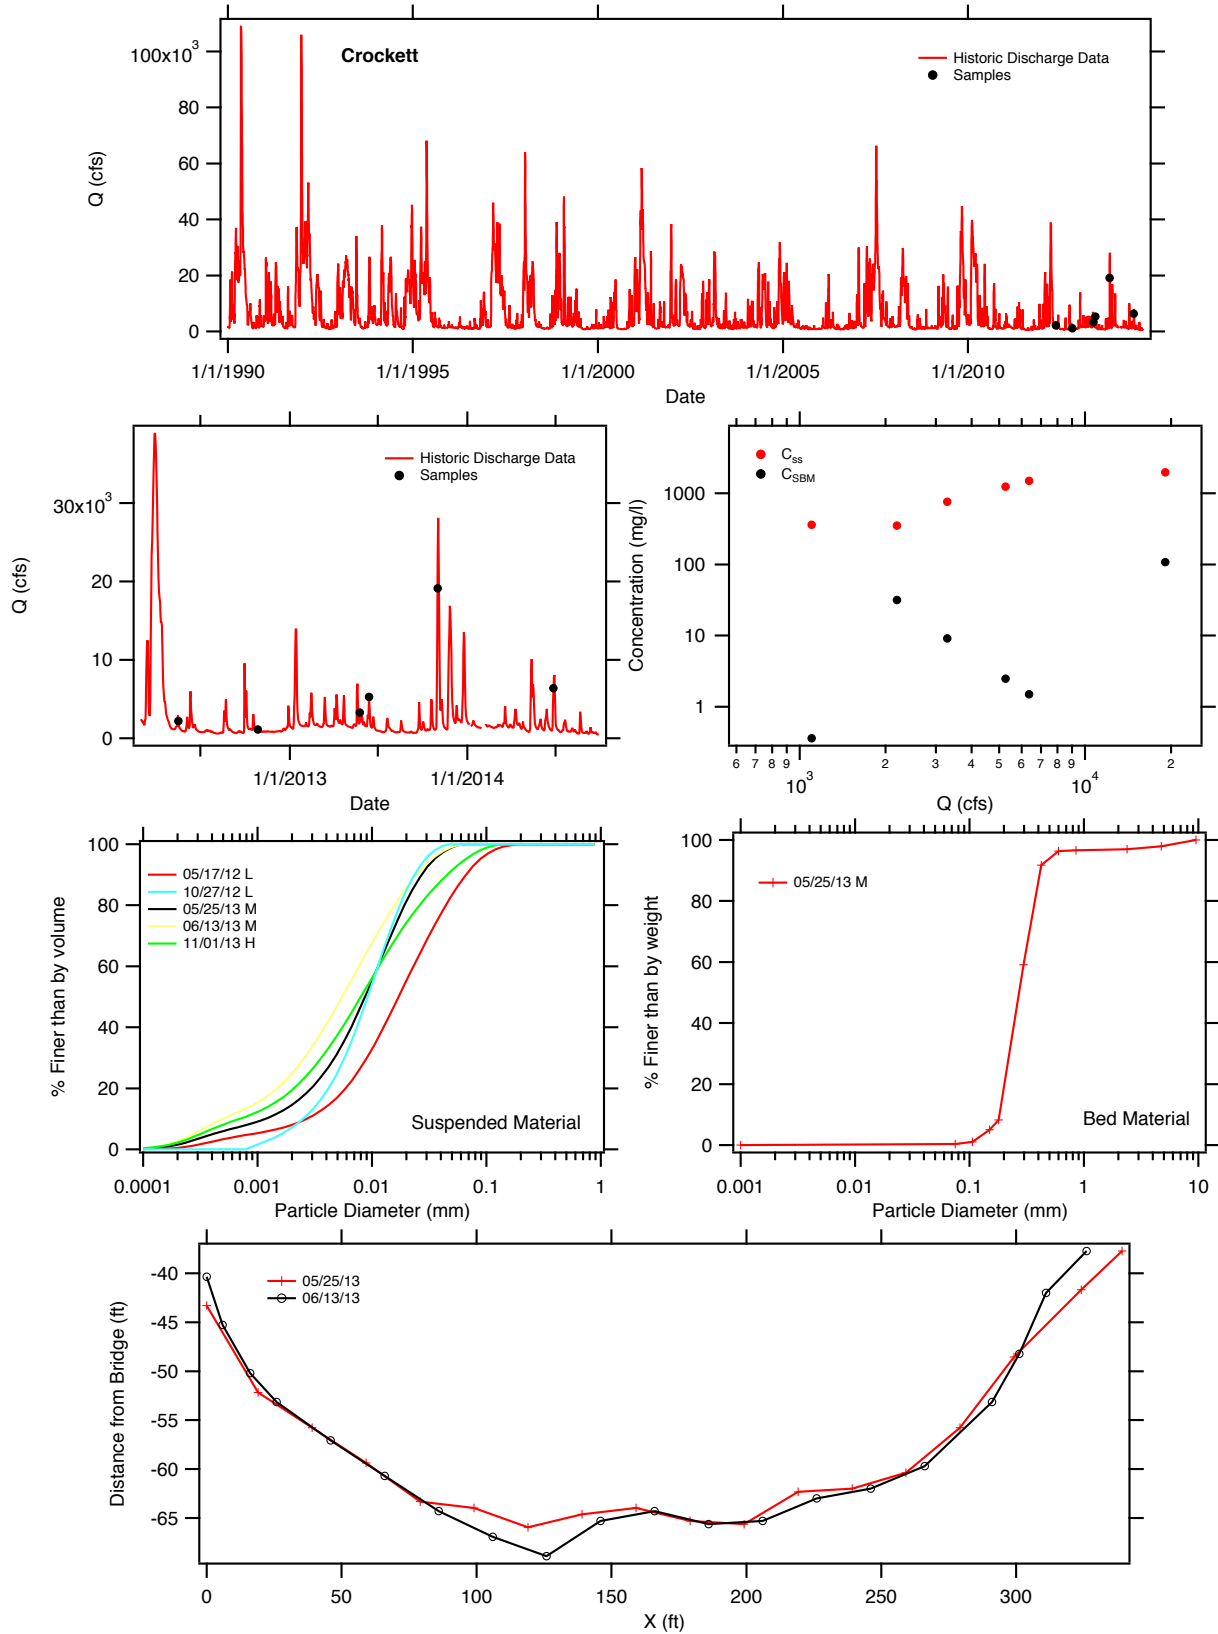 Crockett
Historic Discharge Data
Samples
100x10³
80
60
40
20
0
Q (cfs)
1/1/1990
1/1/1995
1/1/2000
1/1/2005
1/1/2010
Date
Historic Discharge Data
Samples
30x10³
20
10
0
Q (cfs)
1/1/2013
1/1/2014
Date
C_ss
C_SBM
1000
100
10
1
Concentration (mg/l)
6 7 8 9 2 3 4 5 6 7 8 9 2
10³ 10⁴
Q (cfs)
05/17/12 L
10/27/12 L
05/25/13 M
06/13/13 M
11/01/13 H
Suspended Material
100
80
60
40
20
0
% Finer than by volume
0.0001 0.001 0.01 0.1 1
Particle Diameter (mm)
05/25/13 M
Bed Material
100
80
60
40
20
0
% Finer than by weight
0.001 0.01 0.1 1 10
Particle Diameter (mm)
05/25/13
06/13/13
-40
-45
-50
-55
-60
-65
Distance from Bridge (ft)
0 50 100 150 200 250 300
X (ft)